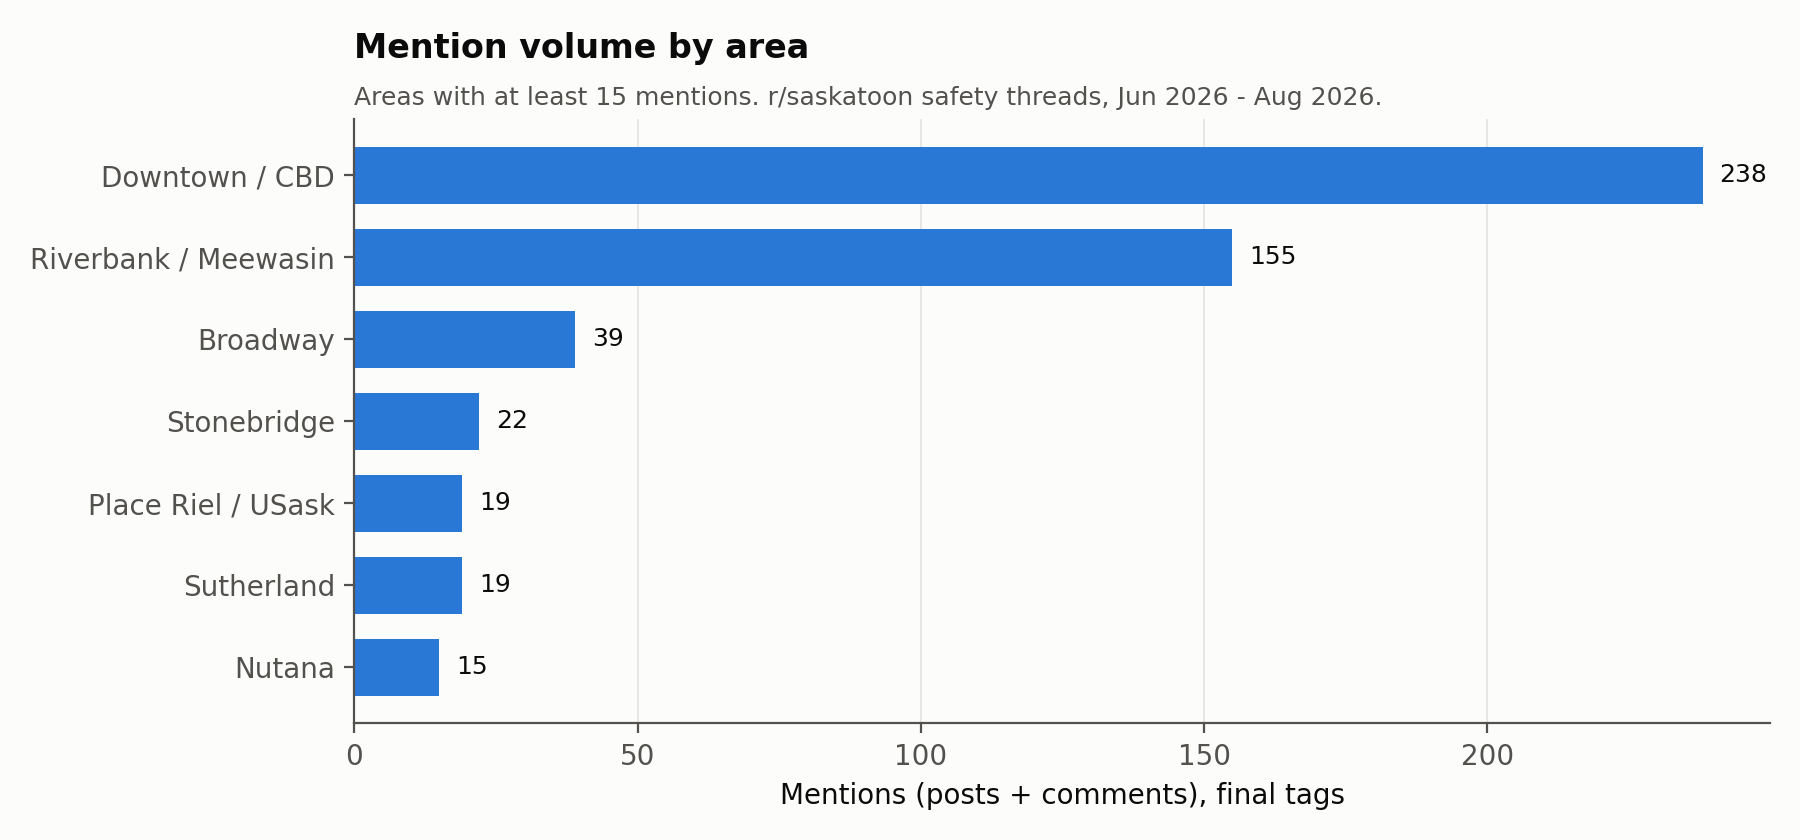 Mention volume by area
Areas with at least 15 mentions. r/saskatoon safety threads, Jun 2026 - Aug 2026.
Downtown / CBD 238
Riverbank / Meewasin 155
Broadway 39
Stonebridge 22
Place Riel / USask 19
Sutherland 19
Nutana 15
0 50 100 150 200
Mentions (posts + comments), final tags